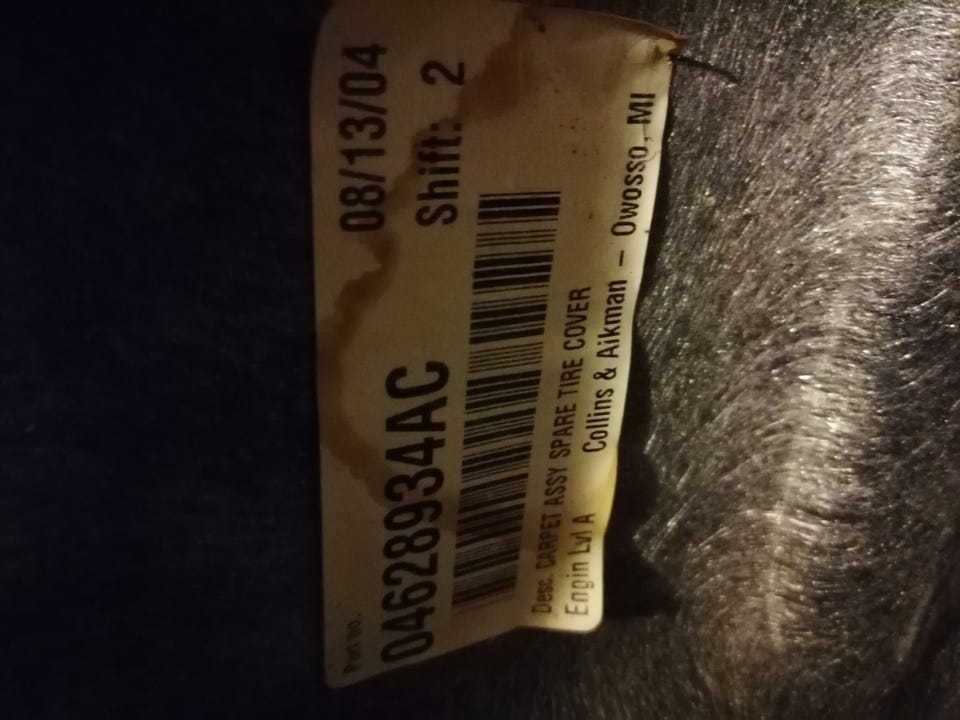 Part no. 08/13/04
04628934AC Shift: 2
Desc. CARPET ASSY SPARE TIRE COVER
Engin Lvl A Collins & Aikman – Owosso, MI